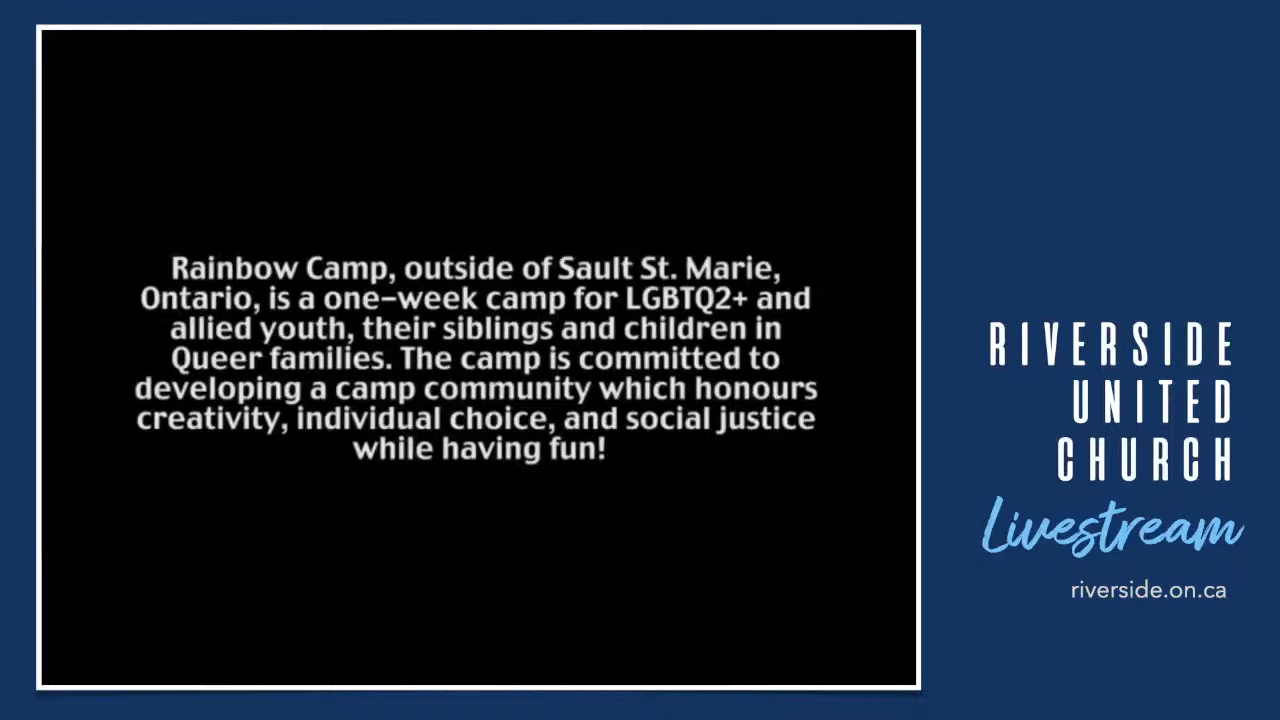 Rainbow Camp, outside of Sault St. Marie,
Ontario, is a one-week camp for LGBTQ2+ and
allied youth, their siblings and children in
Queer families. The camp is committed to
developing a camp community which honours
creativity, individual choice, and social justice
while having fun!
RIVERSIDE
UNITED
CHURCH
Livestream
riverside.on.ca